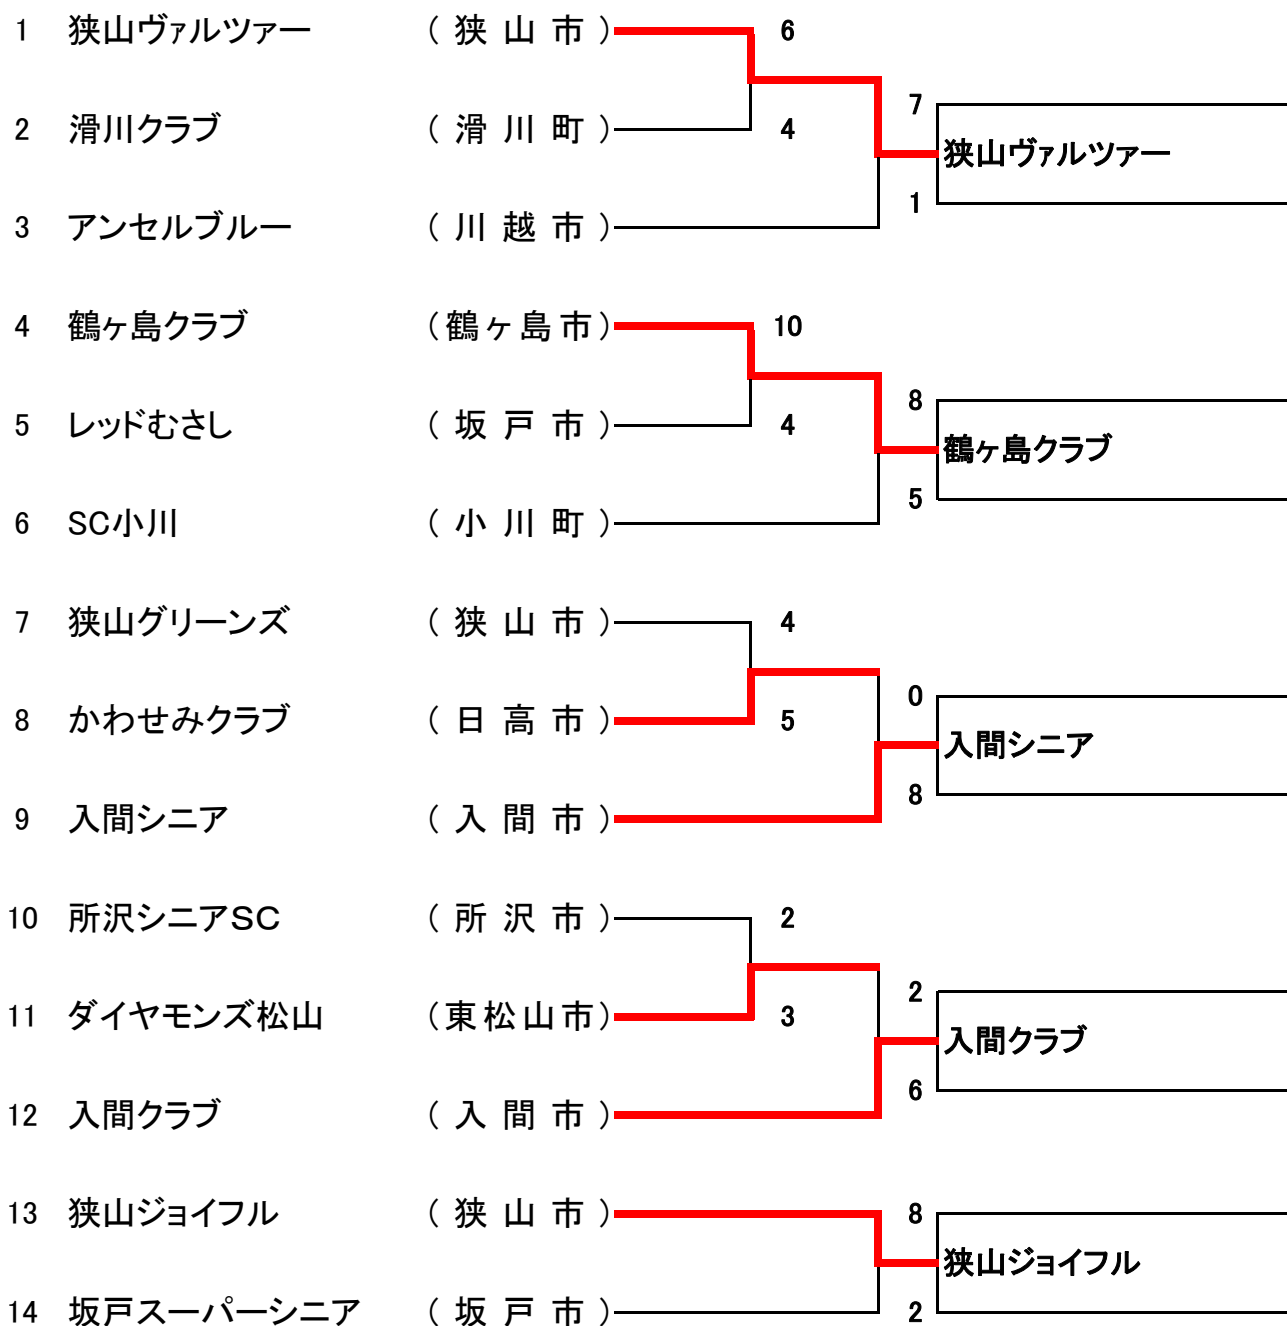 1 狭山ヴァルツァー (狭山市) 6
7
2 滑川クラブ (滑川町) 4
狭山ヴァルツァー
1
3 アンセルブルー (川越市)
4 鶴ヶ島クラブ (鶴ヶ島市) 10
8
5 レッドむさし (坂戸市) 4
鶴ヶ島クラブ
5
6 SC小川 (小川町)
7 狭山グリーンズ (狭山市) 4
0
8 かわせみクラブ (日高市) 5
入間シニア
8
9 入間シニア (入間市)
10 所沢シニアSC (所沢市) 2
2
11 ダイヤモンズ松山 (東松山市) 3
入間クラブ
6
12 入間クラブ (入間市)
13 狭山ジョイフル (狭山市) 8
狭山ジョイフル
14 坂戸スーパーシニア (坂戸市) 2